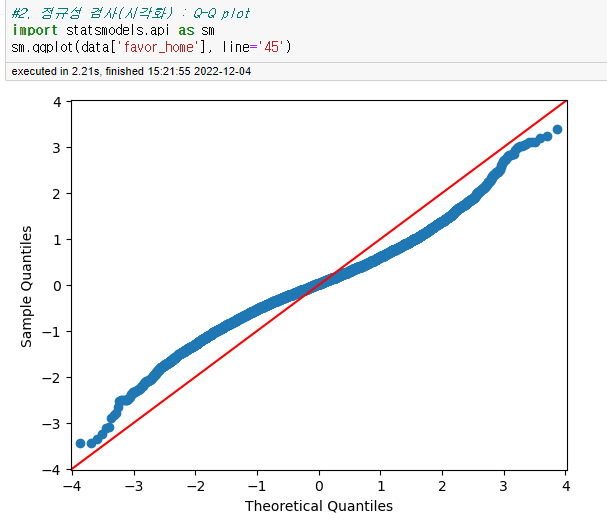 #2. 정규성 검사(시각화) : Q-Q plot
import statsmodels.api as sm
sm.qqplot(data['favor_home'], line='45')
executed in 2.21s, finished 15:21:55 2022-12-04
4
3
2
1
0
−1
−2
−3
−4
Sample Quantiles
−4 −3 −2 −1 0 1 2 3 4
Theoretical Quantiles